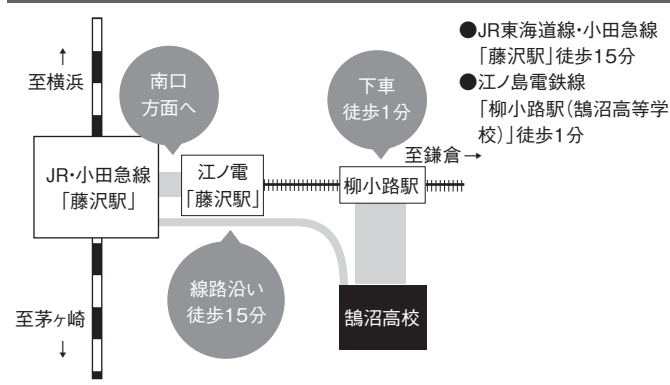 ●JR東海道線・小田急線
「藤沢駅」徒歩15分
●江ノ島電鉄線
「柳小路駅(鵠沼高等学
校)」徒歩1分
↑
至横浜
南口
方面へ
下車
徒歩1分
至鎌倉→
JR・小田急線
「藤沢駅」
江ノ電
「藤沢駅」
柳小路駅
線路沿い
徒歩15分
鵠沼高校
至茅ヶ崎
↓